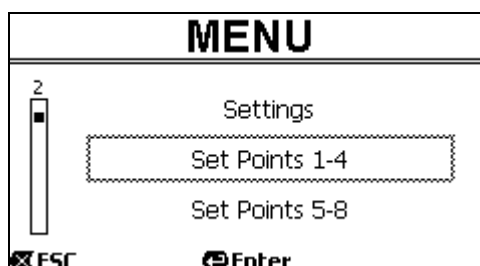 MENU
2
Settings
Set Points 1-4
Set Points 5-8
ESC Enter